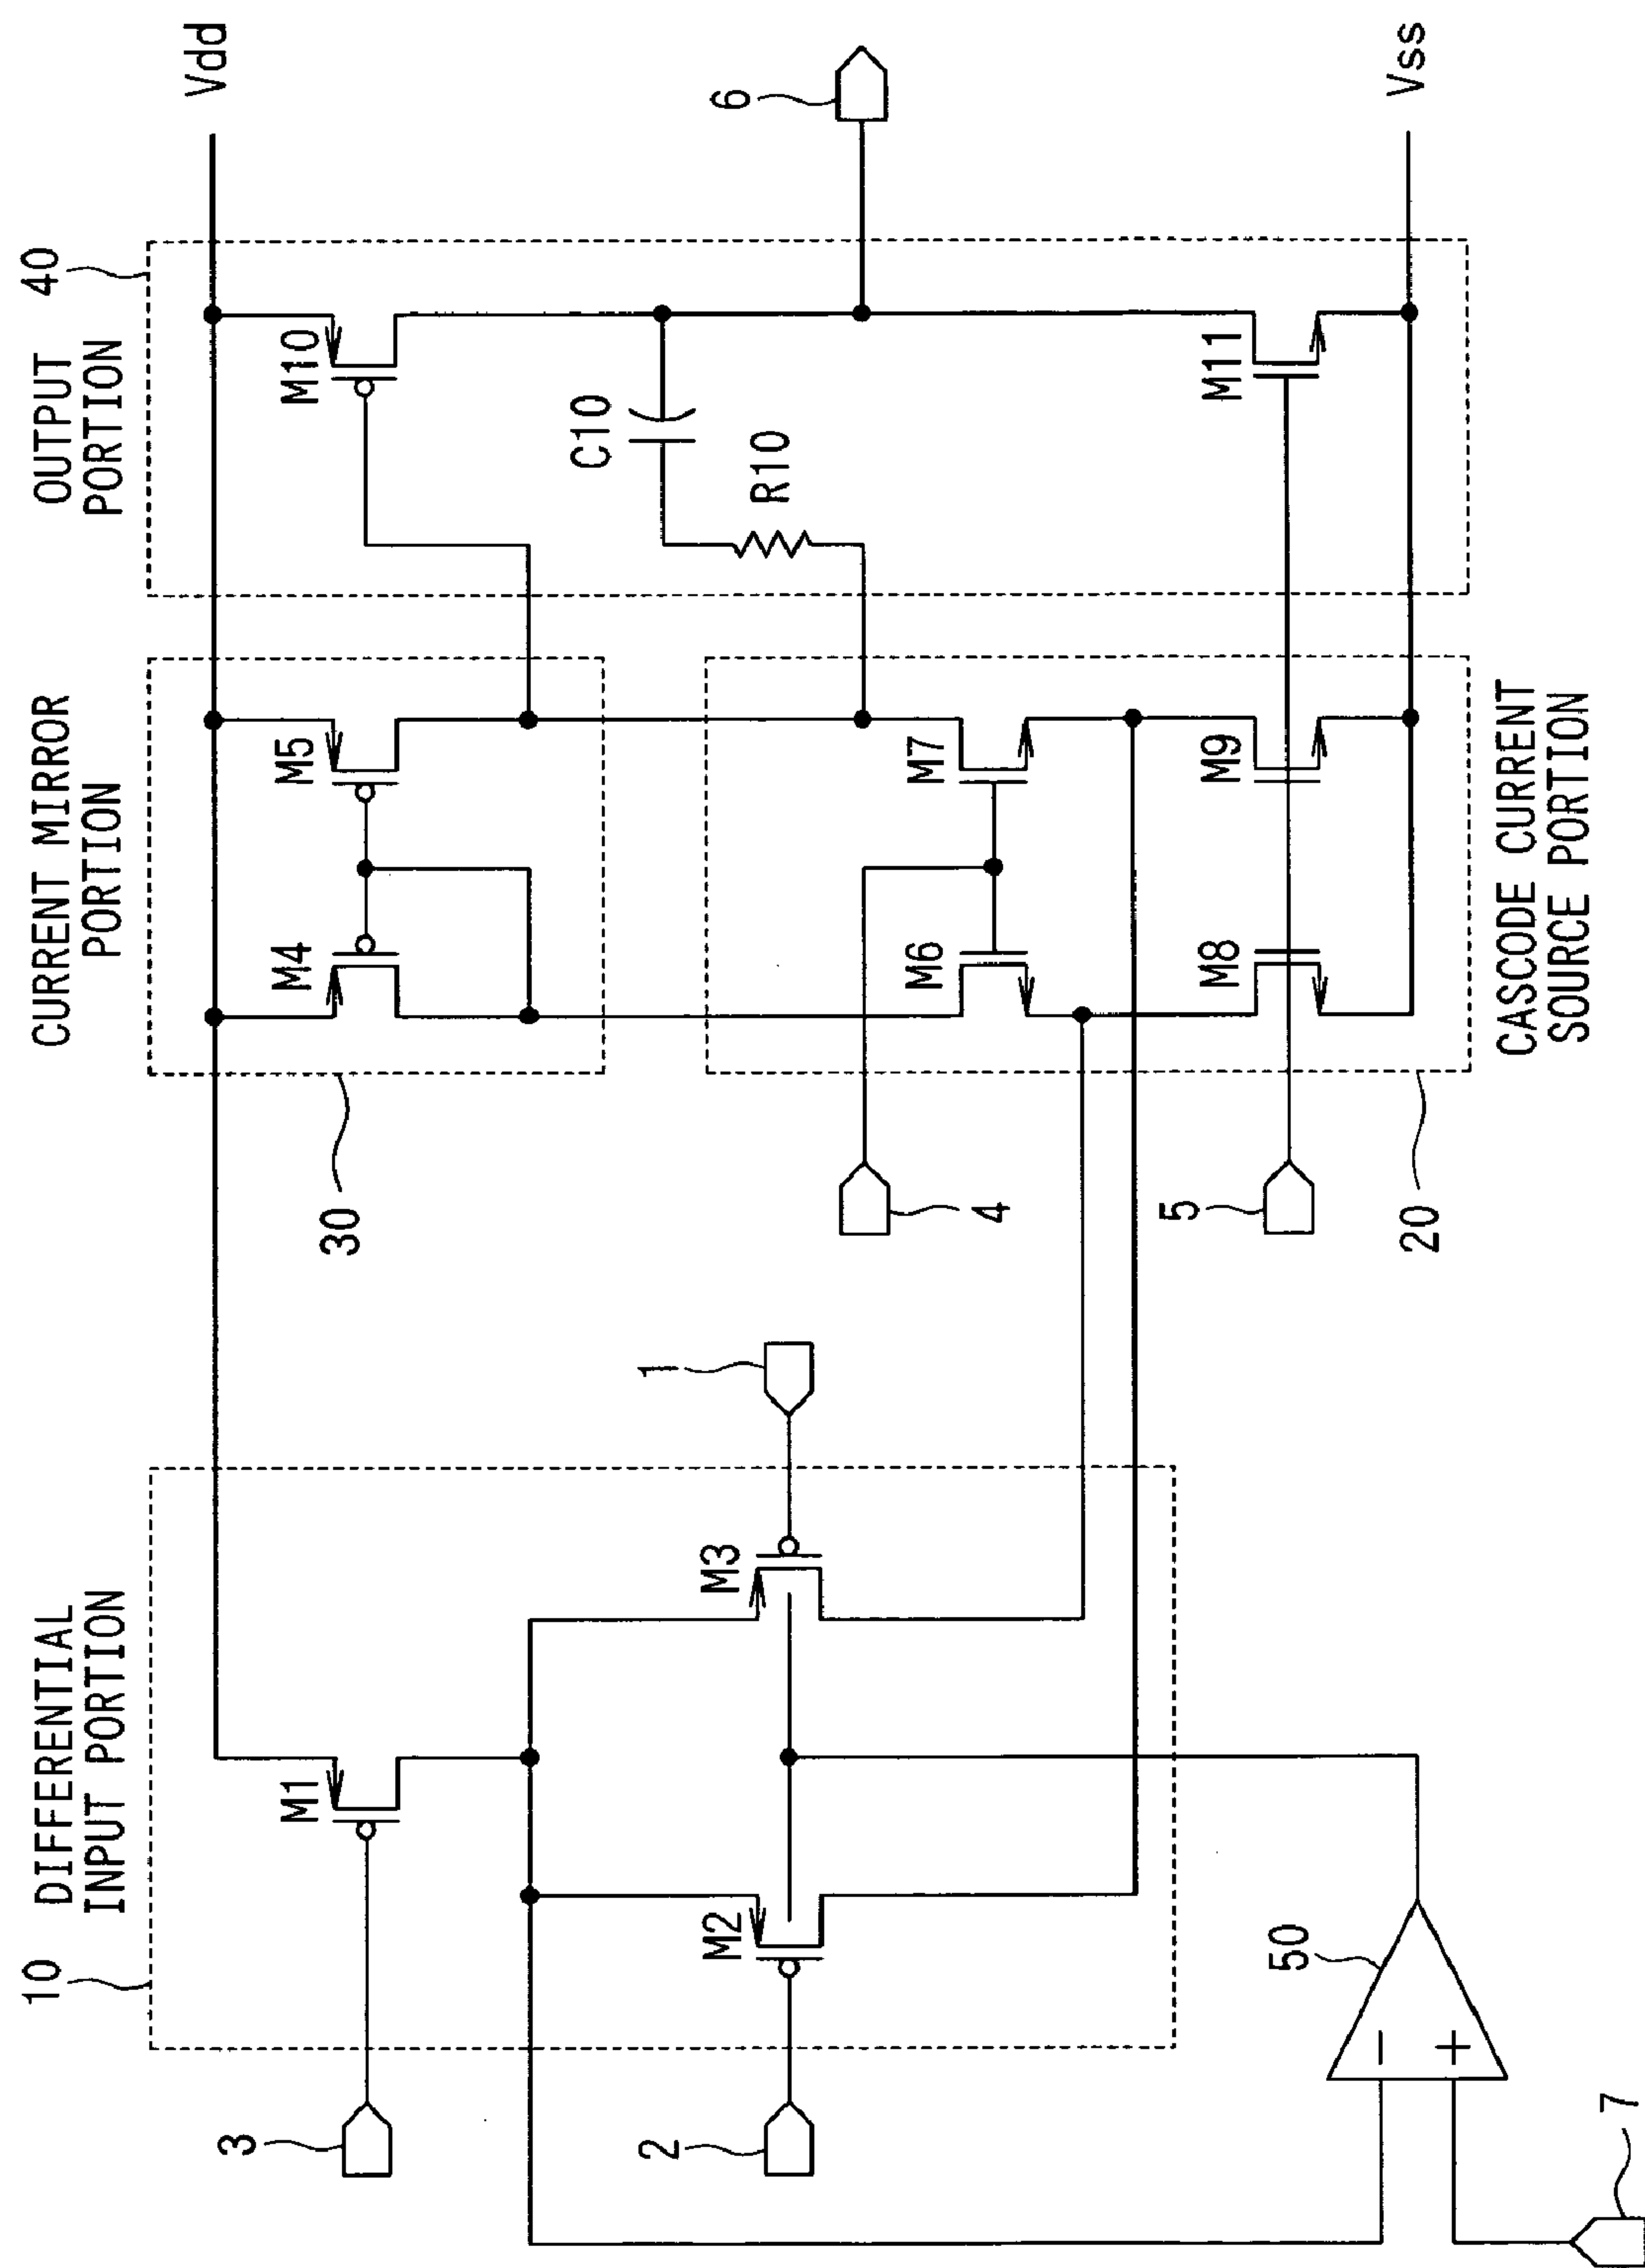 10
DIFFERENTIAL
INPUT PORTION
CURRENT MIRROR
PORTION
OUTPUT
PORTION
40
Vdd
3
M1
30
M4
M5
M10
C10
R10
6
2
M2
M3
1
4
M6
M7
5
M8
M9
M11
Vss
50
−
+
7
20
CASCODE CURRENT
SOURCE PORTION